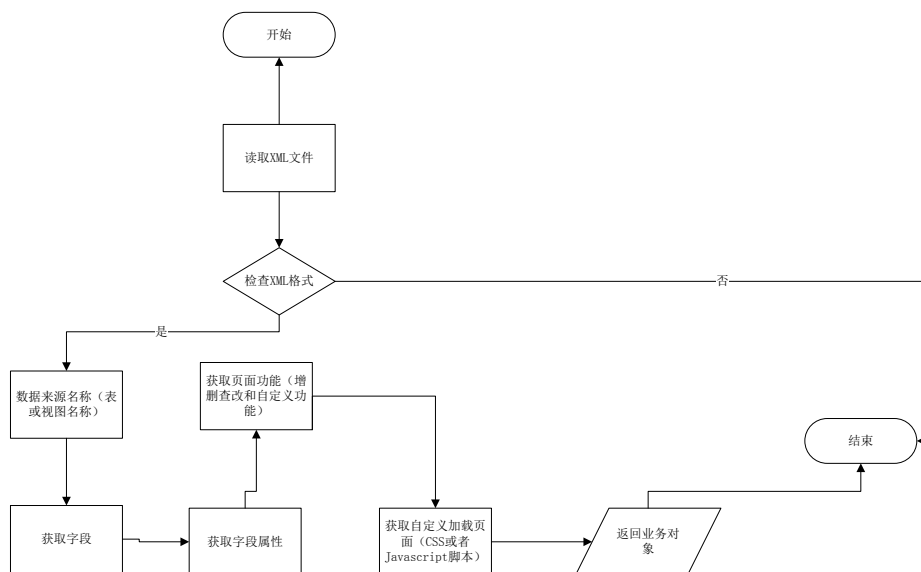 开始
读取XML文件
检查XML格式
否
是
数据来源名称（表
或视图名称）
获取页面功能（增
删查改和自定义功
能）
结束
获取字段
获取字段属性
获取自定义加载页
面（CSS或者
Javascript脚本）
返回业务对
象